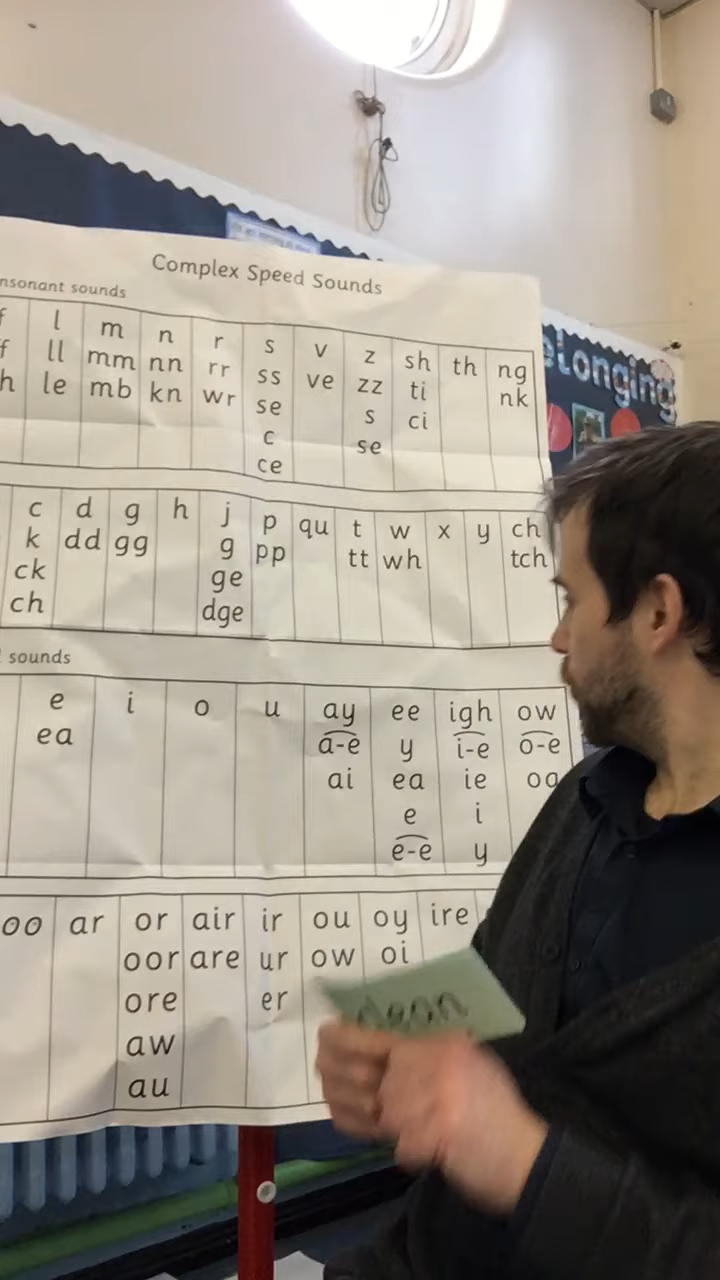 Complex Speed Sounds
nsonant sounds
f l m n r s v z sh th ng
f ll mm nn rr ss ve zz ti nk
h le mb kn wr se s ci
c se
ce
c d g h j p qu t w x y ch
k dd gg g pp tt wh tch
ck ge
ch dge
sounds
e i o u ay ee igh ow
ea a-e y i-e o-e
ai ea ie oa
e i
e-e y
oo ar or air ir ou oy ire
oor are ur ow oi
ore er
aw
au
elonging